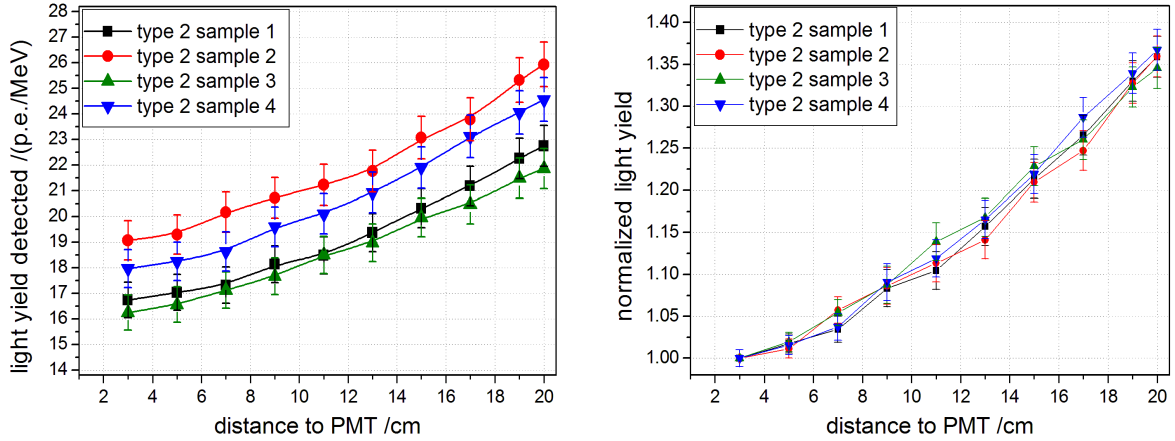 light yield detected /(p.e./MeV)
28
27
26
25
24
23
22
21
20
19
18
17
16
15
14
type 2 sample 1
type 2 sample 2
type 2 sample 3
type 2 sample 4
2 4 6 8 10 12 14 16 18 20
distance to PMT /cm
normalized light yield
1.40
1.35
1.30
1.25
1.20
1.15
1.10
1.05
1.00
type 2 sample 1
type 2 sample 2
type 2 sample 3
type 2 sample 4
2 4 6 8 10 12 14 16 18 20
distance to PMT /cm